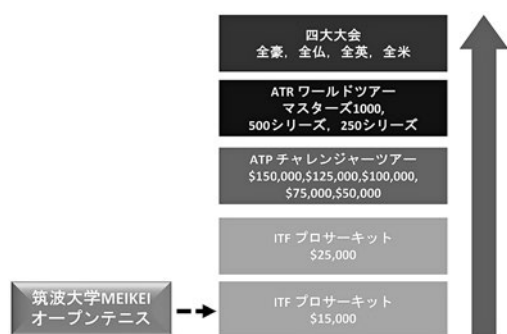 四大大会
全豪, 全仏, 全英, 全米
ATR ワールドツアー
マスターズ1000,
500シリーズ, 250シリーズ
ATP チャレンジャーツアー
$150,000,$125,000,$100,000,
$75,000,$50,000
ITF プロサーキット
$25,000
筑波大学MEIKEI
オープンテニス
ITF プロサーキット
$15,000